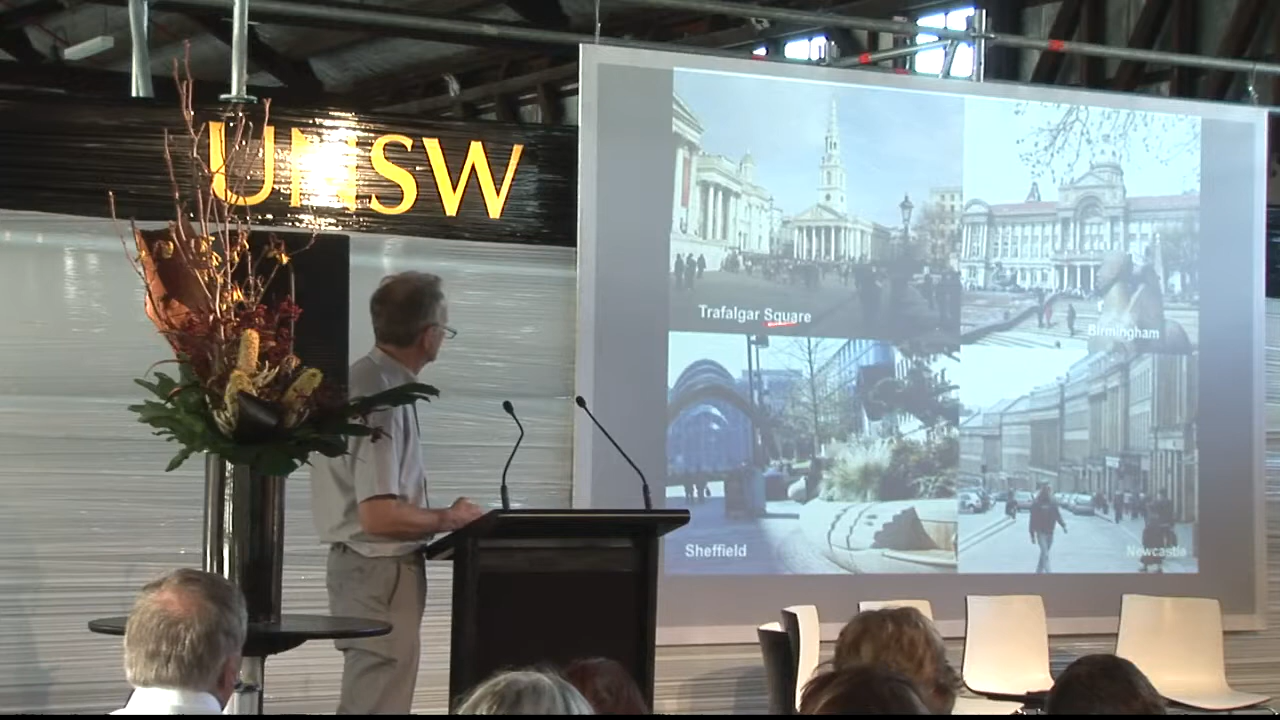 UNSW
Trafalgar Square
Birmingham
Sheffield
Newcastle